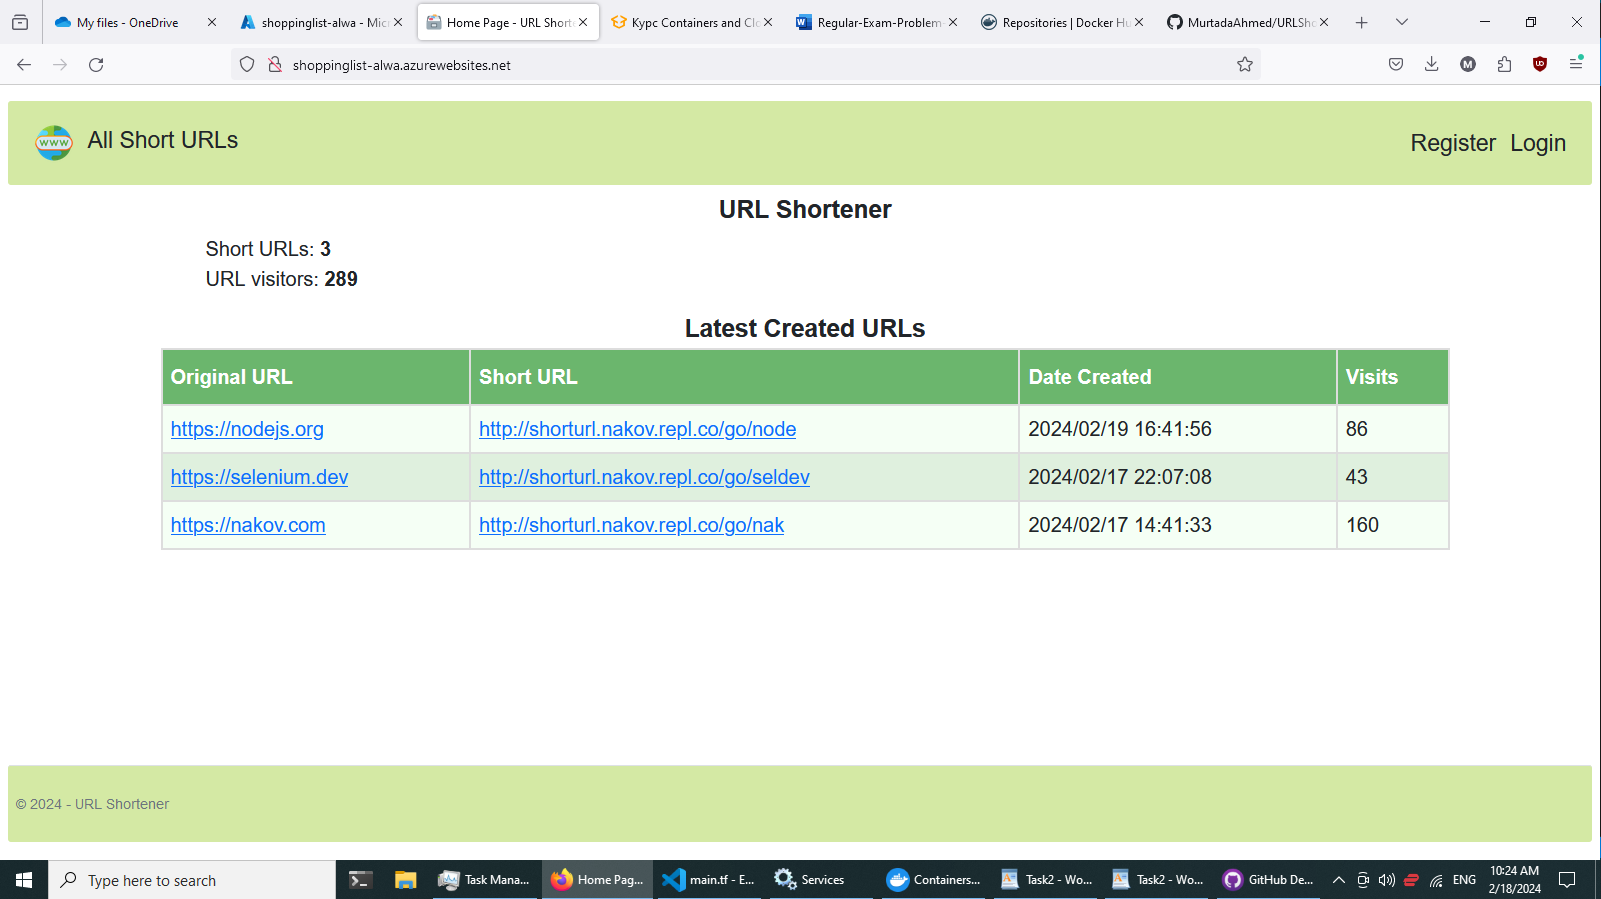 My files - OneDrive
shoppinglist-alwa - Micr
Home Page - URL Short
Курс Containers and Clo
Regular-Exam-Problem-
Repositories | Docker Hu
MurtadaAhmed/URLSho
shoppinglist-alwa.azurewebsites.net
M
WWW
All Short URLs
Register Login
URL Shortener
Short URLs: 3
URL visitors: 289
Latest Created URLs
Original URL Short URL Date Created Visits
https://nodejs.org http://shorturl.nakov.repl.co/go/node 2024/02/19 16:41:56 86
https://selenium.dev http://shorturl.nakov.repl.co/go/seldev 2024/02/17 22:07:08 43
https://nakov.com http://shorturl.nakov.repl.co/go/nak 2024/02/17 14:41:33 160
© 2024 - URL Shortener
Type here to search
Task Mana...
Home Pag...
main.tf - E...
Services
Containers...
Task2 - Wo...
Task2 - Wo...
GitHub De...
ENG
10:24 AM
2/18/2024